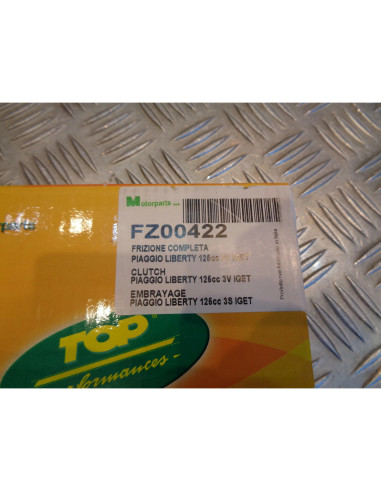 Motorparts
FZ00422
FRIZIONE COMPLETA
PIAGGIO LIBERTY 125cc
CLUTCH
PIAGGIO LIBERTY 125cc 3V IGET
EMBRAYAGE
PIAGGIO LIBERTY 125cc 3S IGET
TOP
performances